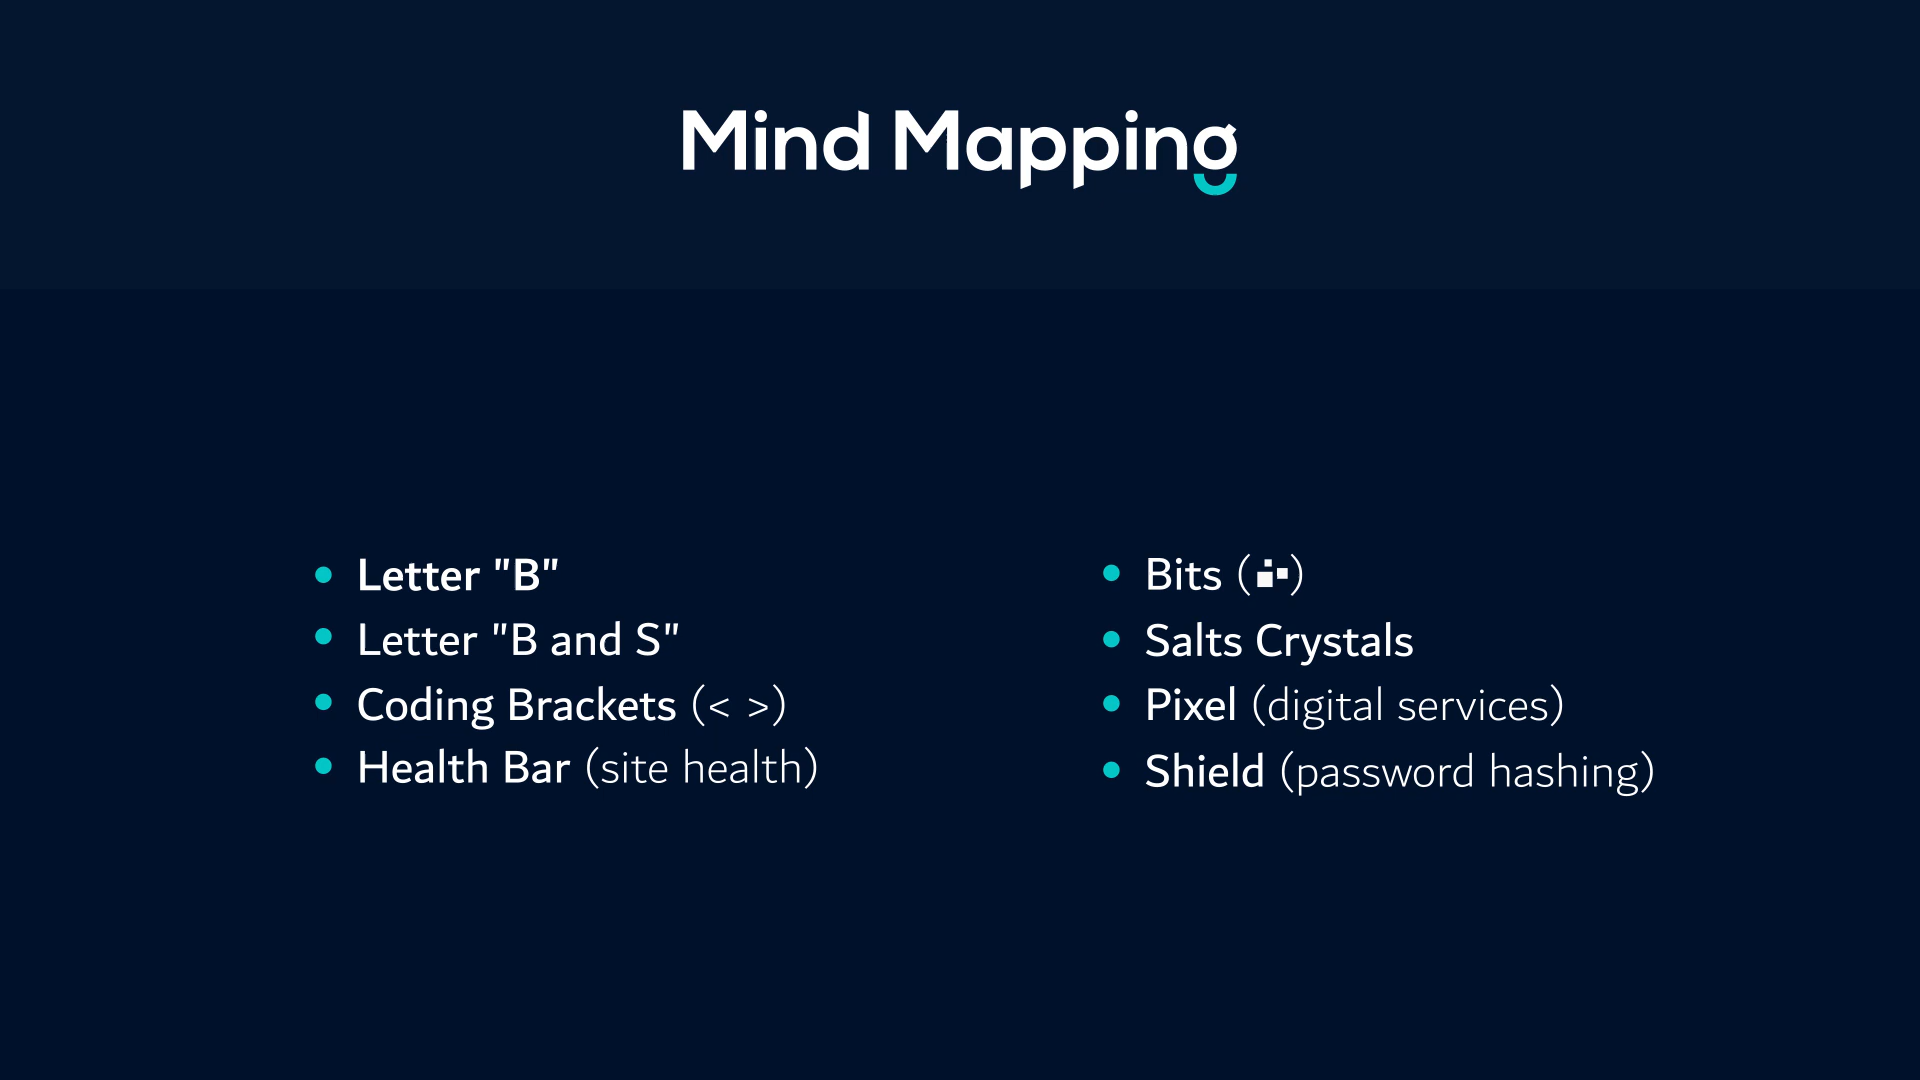 Mind Mapping
Letter "B"
Letter "B and S"
Coding Brackets (< >)
Health Bar (site health)
Bits ()
Salts Crystals
Pixel (digital services)
Shield (password hashing)